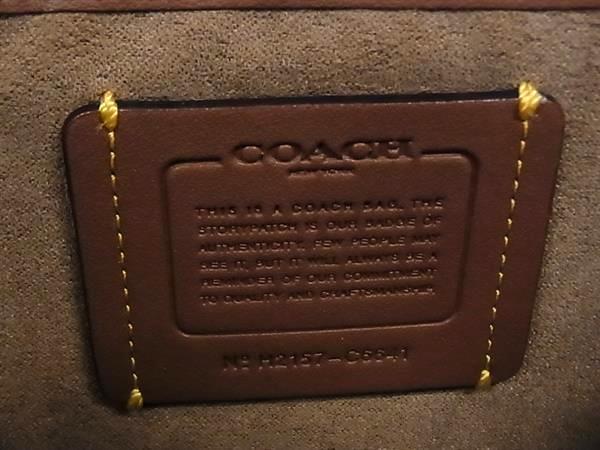 COACH
NEW YORK
THIS IS A COACH BAG. THE
STORYPATCH IS OUR BADGE OF
AUTHENTICITY. FEW PEOPLE MAY
SEE IT, BUT IT WILL ALWAYS BE A
REMINDER OF OUR COMMITMENT
TO QUALITY AND CRAFTSMANSHIP.
Nº